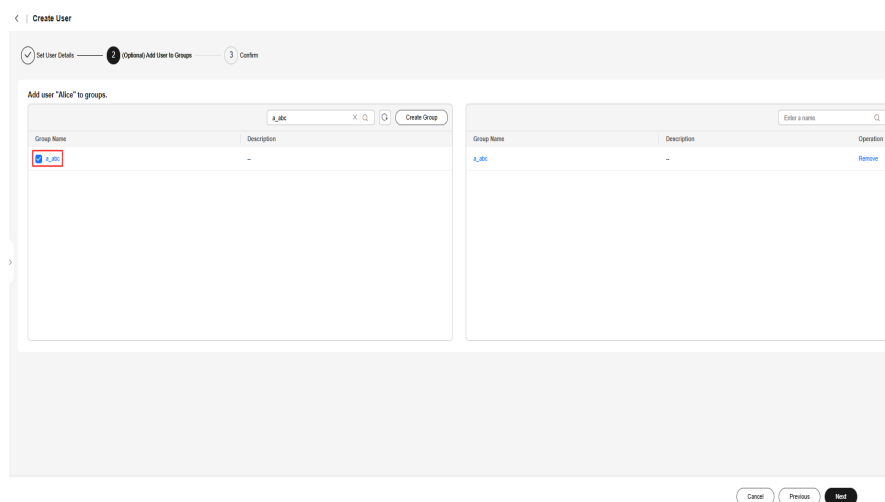 Create User
Set User Details
2 (Optional) Add User to Groups
3 Confirm
Add user "Alice" to groups.
a_abc
Create Group
Enter a name.
Group Name
Description
Group Name
Description
Operation
a_abc
--
a_abc
--
Remove
Cancel
Previous
Next